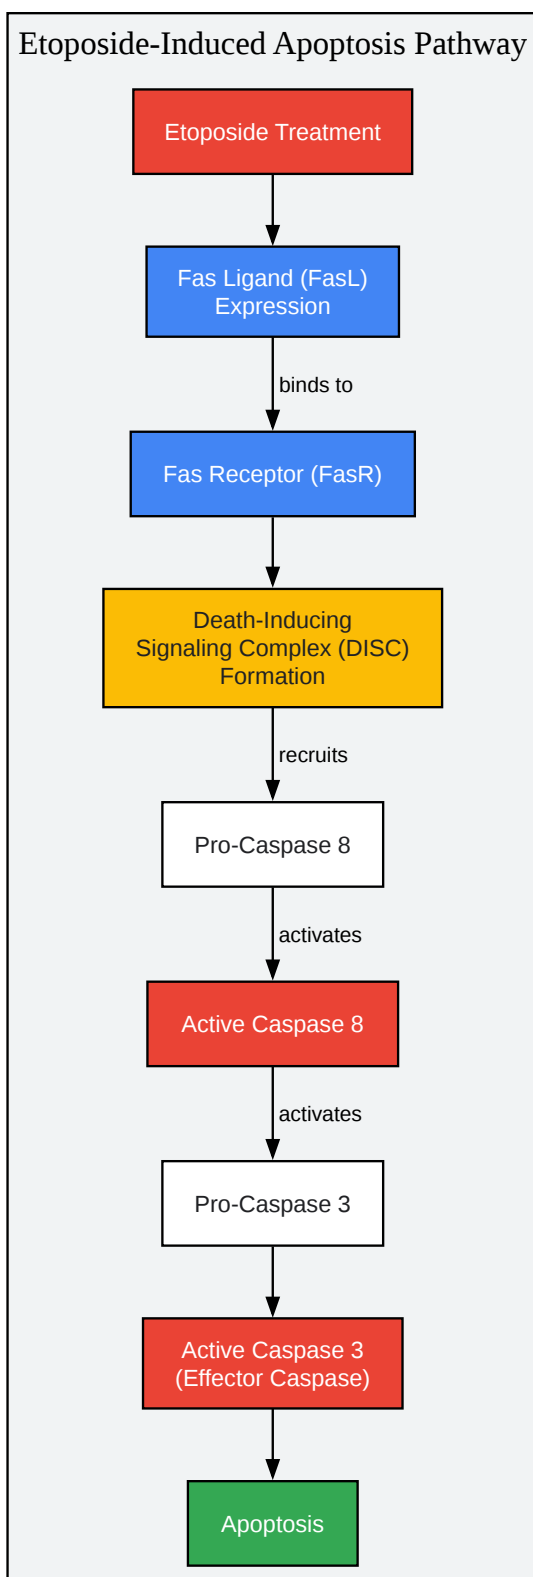 Etoposide-Induced Apoptosis Pathway
Etoposide Treatment
Fas Ligand (FasL)
Expression
binds to
Fas Receptor (FasR)
Death-Inducing
Signaling Complex (DISC)
Formation
recruits
Pro-Caspase 8
activates
Active Caspase 8
activates
Pro-Caspase 3
Active Caspase 3
(Effector Caspase)
Apoptosis